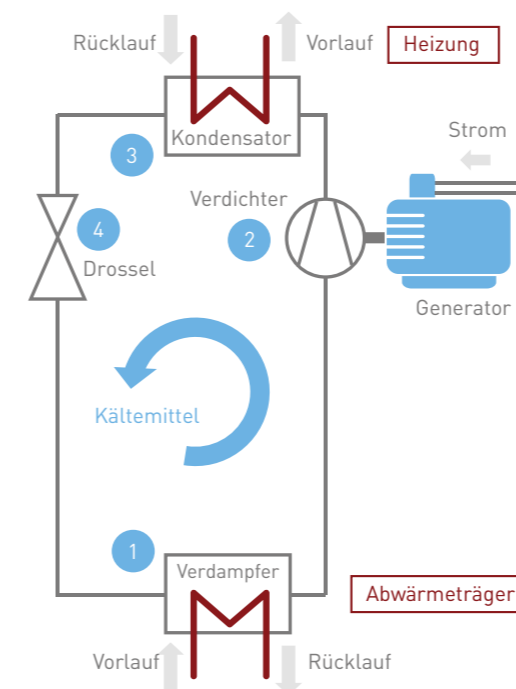 Rücklauf
Vorlauf
Heizung
Kondensator
3
Strom
Verdichter
4
2
Drossel
Generator
Kältemittel
1
Verdampfer
Abwärmeträger
Vorlauf
Rücklauf